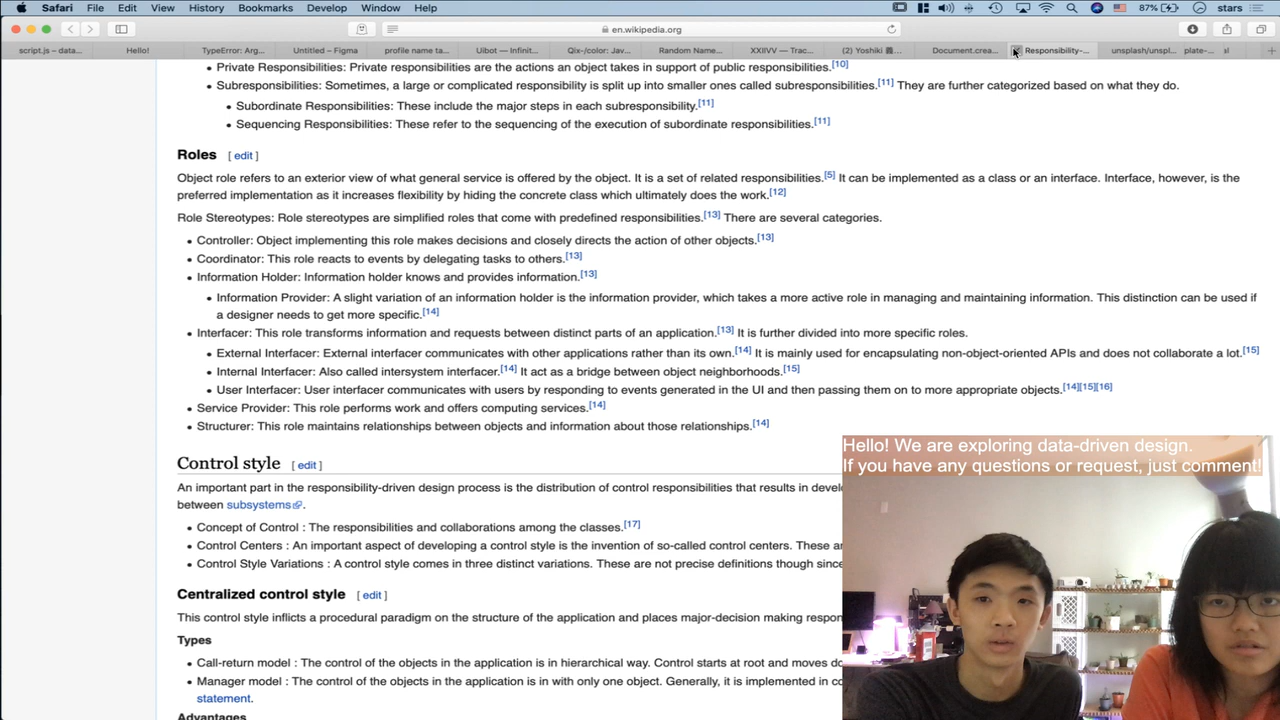 Safari File Edit View History Bookmarks Develop Window Help 87% stars
en.wikipedia.org
script.js – data... Hello! TypeError: Arg... Untitled – Figma profile name ta... Uibot — Infinit... Qix-/color: Jav... Random Name... XXIIVV — Trac... (2) Yoshiki 義... Document.crea... Responsibility-... unsplash/unspl... plate-...
Private Responsibilities: Private responsibilities are the actions an object takes in support of public responsibilities.[10]
Subresponsibilities: Sometimes, a large or complicated responsibility is split up into smaller ones called subresponsibilities.[11] They are further categorized based on what they do.
Subordinate Responsibilities: These include the major steps in each subresponsibility.[11]
Sequencing Responsibilities: These refer to the sequencing of the execution of subordinate responsibilities.[11]
Roles [ edit ]
Object role refers to an exterior view of what general service is offered by the object. It is a set of related responsibilities.[5] It can be implemented as a class or an interface. Interface, however, is the
preferred implementation as it increases flexibility by hiding the concrete class which ultimately does the work.[12]
Role Stereotypes: Role stereotypes are simplified roles that come with predefined responsibilities.[13] There are several categories.
Controller: Object implementing this role makes decisions and closely directs the action of other objects.[13]
Coordinator: This role reacts to events by delegating tasks to others.[13]
Information Holder: Information holder knows and provides information.[13]
Information Provider: A slight variation of an information holder is the information provider, which takes a more active role in managing and maintaining information. This distinction can be used if
a designer needs to get more specific.[14]
Interfacer: This role transforms information and requests between distinct parts of an application.[13] It is further divided into more specific roles.
External Interfacer: External interfacer communicates with other applications rather than its own.[14] It is mainly used for encapsulating non-object-oriented APIs and does not collaborate a lot.[15]
Internal Interfacer: Also called intersystem interfacer.[14] It act as a bridge between object neighborhoods.[15]
User Interfacer: User interfacer communicates with users by responding to events generated in the UI and then passing them on to more appropriate objects.[14][15][16]
Service Provider: This role performs work and offers computing services.[14]
Structurer: This role maintains relationships between objects and information about those relationships.[14]
Control style [ edit ]
An important part in the responsibility-driven design process is the distribution of control responsibilities that results in develo
between subsystems.
Concept of Control : The responsibilities and collaborations among the classes.[17]
Control Centers : An important aspect of developing a control style is the invention of so-called control centers. These ar
Control Style Variations : A control style comes in three distinct variations. These are not precise definitions though since
Centralized control style [ edit ]
This control style inflicts a procedural paradigm on the structure of the application and places major-decision making respon
Types
Call-return model : The control of the objects in the application is in hierarchical way. Control starts at root and moves do
Manager model : The control of the objects in the application is in with only one object. Generally, it is implemented in co
statement.
Advantages
Hello! We are exploring data-driven design.
If you have any questions or request, just comment!